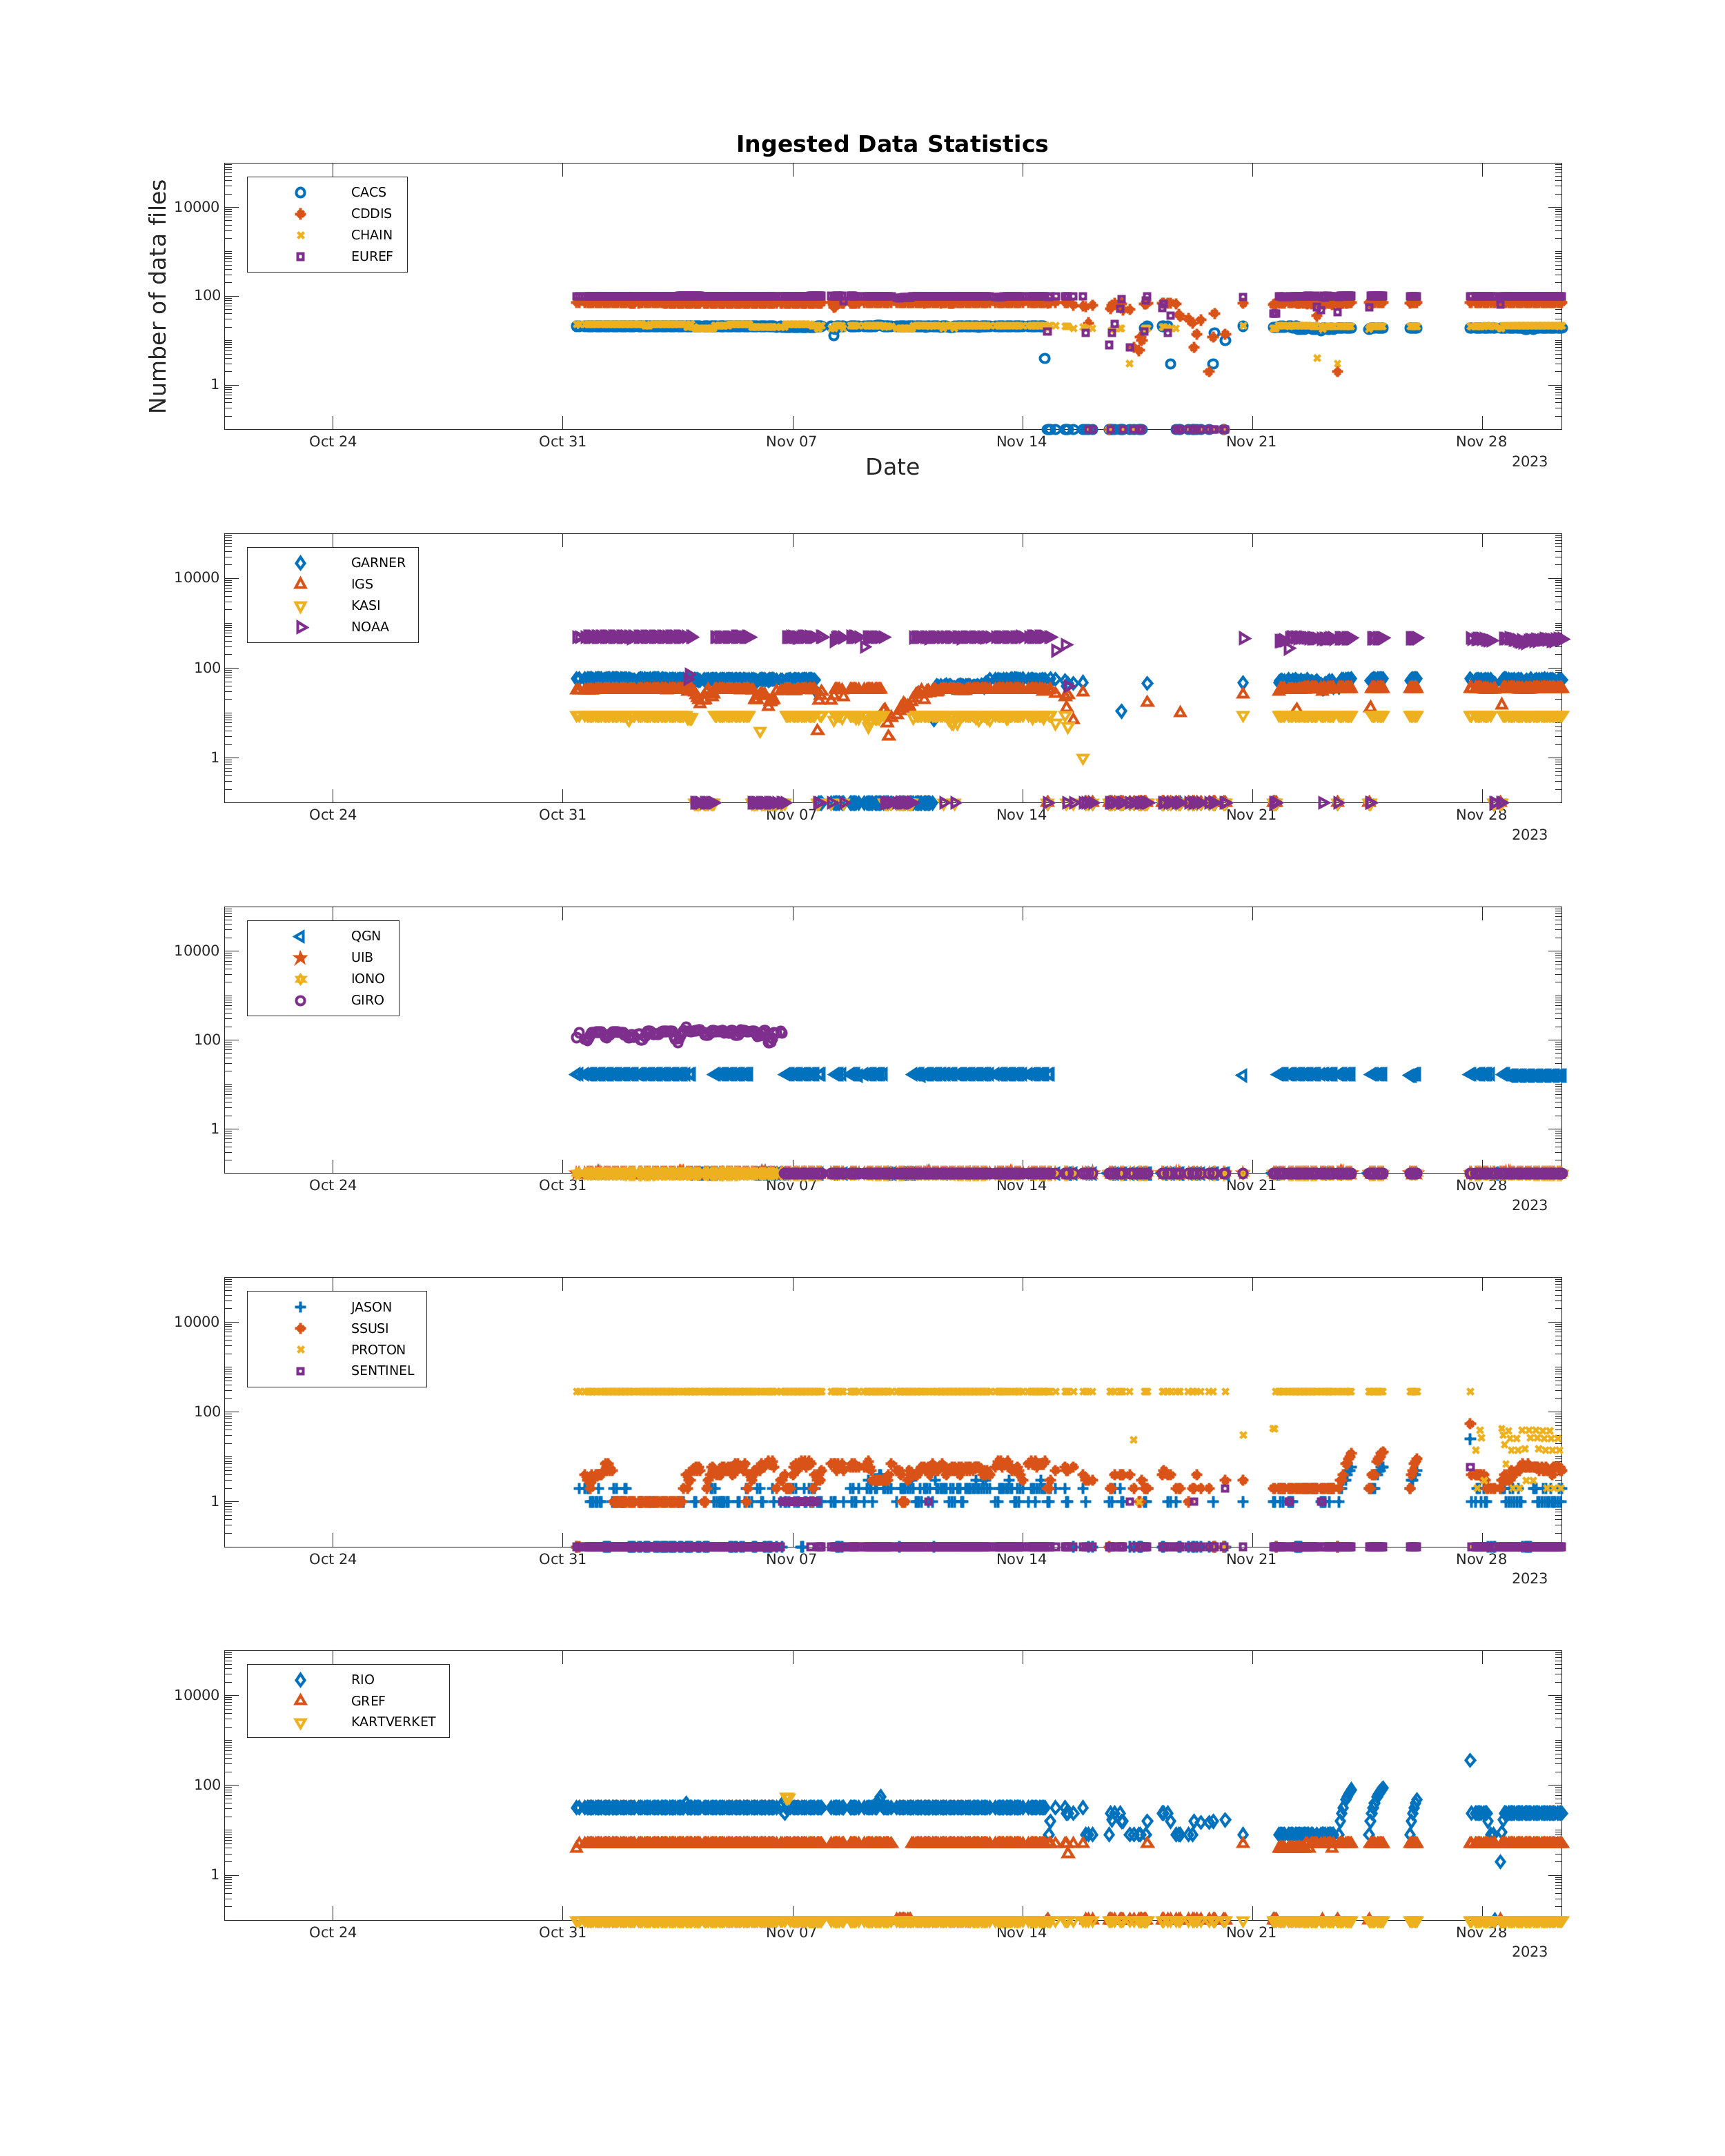 Ingested Data Statistics
Number of data files
10000
100
1
CACS
CDDIS
CHAIN
EUREF
Oct 24 Oct 31 Nov 07 Nov 14 Nov 21 Nov 28
2023
Date
10000
100
1
GARNER
IGS
KASI
NOAA
Oct 24 Oct 31 Nov 07 Nov 14 Nov 21 Nov 28
2023
10000
100
1
QGN
UIB
IONO
GIRO
Oct 24 Oct 31 Nov 07 Nov 14 Nov 21 Nov 28
2023
10000
100
1
JASON
SSUSI
PROTON
SENTINEL
Oct 24 Oct 31 Nov 07 Nov 14 Nov 21 Nov 28
2023
10000
100
1
RIO
GREF
KARTVERKET
Oct 24 Oct 31 Nov 07 Nov 14 Nov 21 Nov 28
2023